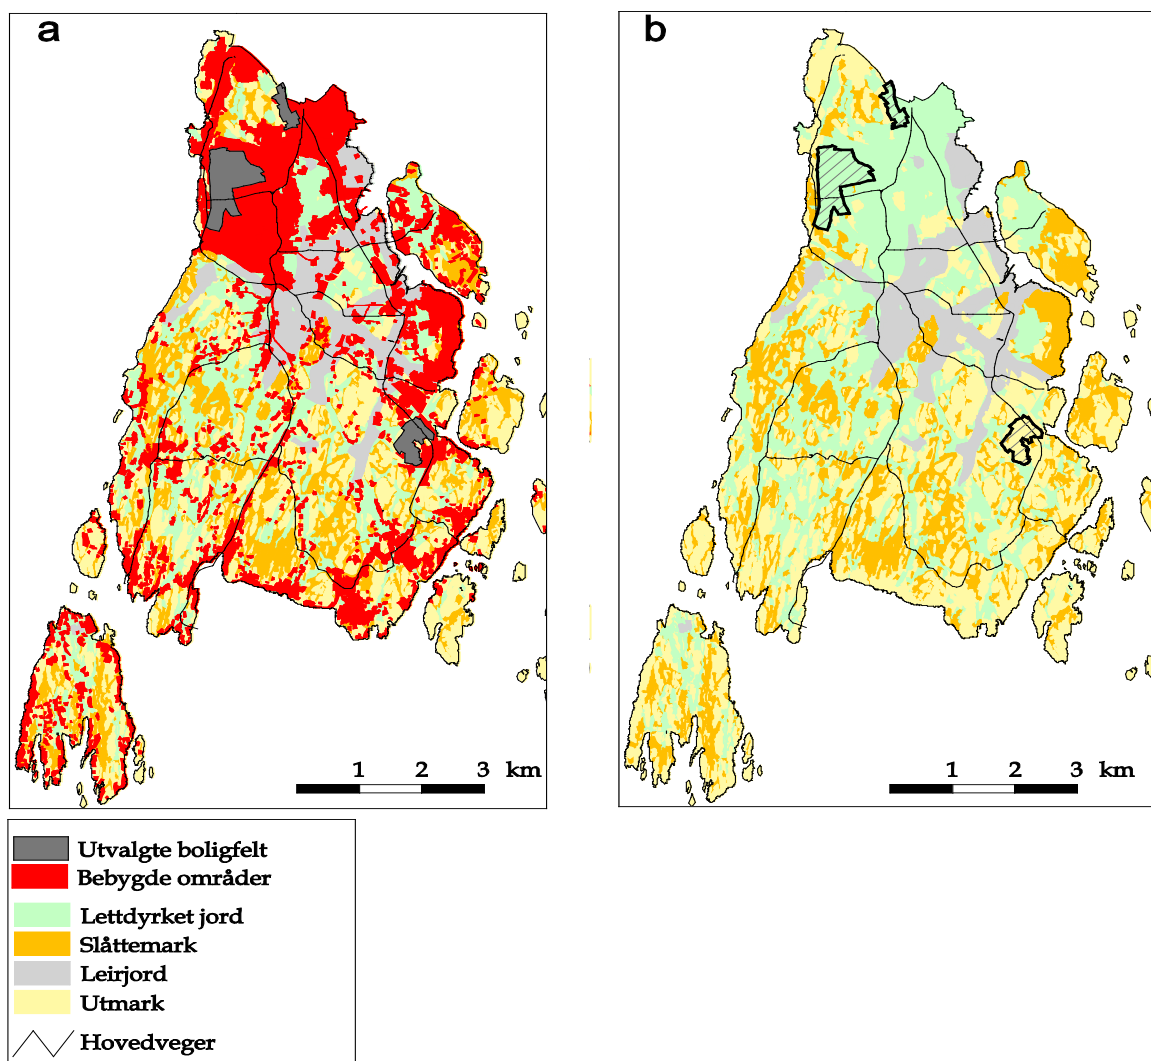 a
b
1 2 3 km
1 2 3 km
Utvalgte boligfelt
Bebygde områder
Lettdyrket jord
Slåttemark
Leirjord
Utmark
Hovedveger